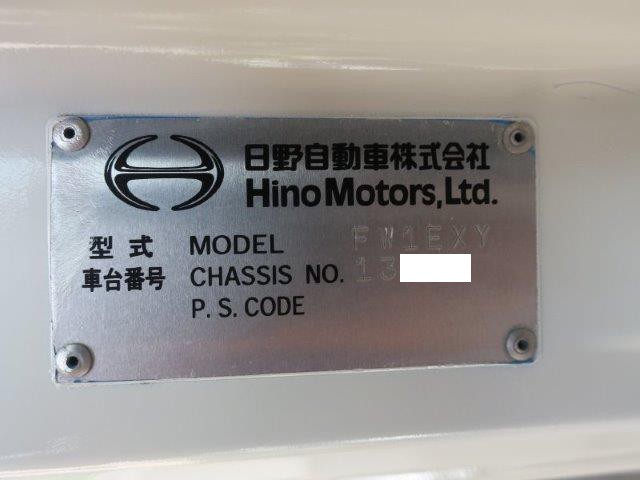 日野自動車株式会社
Hino Motors, Ltd.
型式 MODEL FW1EXY
車台番号 CHASSIS NO. 13
P.S. CODE